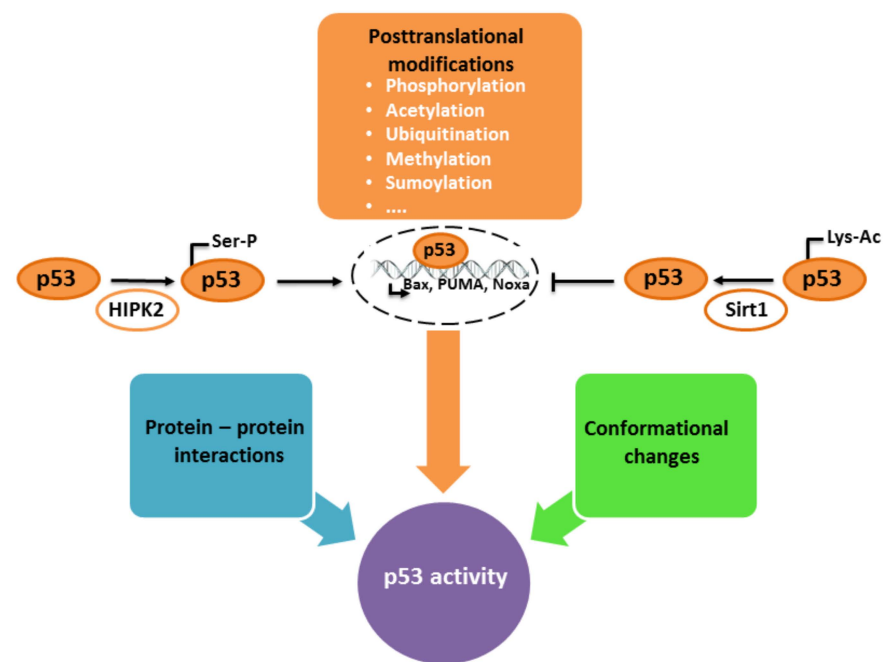 Posttranslational
modifications
• Phosphorylation
• Acetylation
• Ubiquitination
• Methylation
• Sumoylation
• ....
Ser-P
Lys-Ac
p53
p53
p53
p53
p53
Bax, PUMA, Noxa
HIPK2
Sirt1
Protein – protein
interactions
Conformational
changes
p53 activity